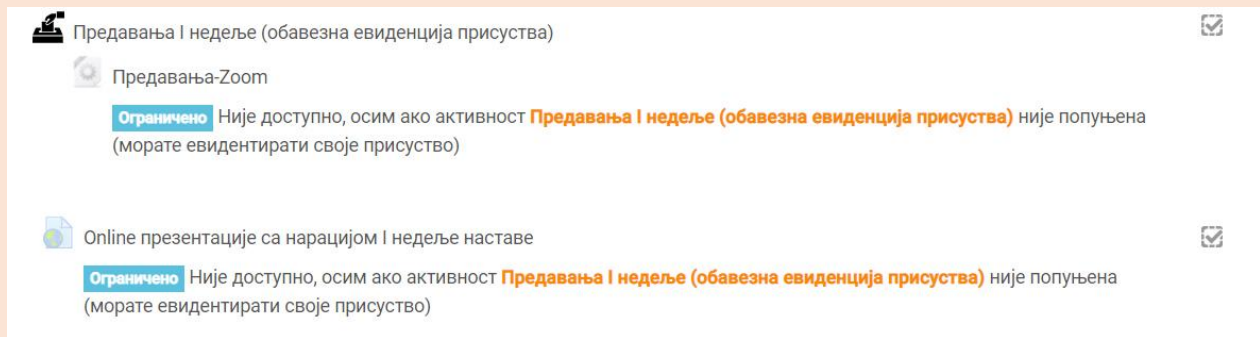 Предавања I недеље (обавезна евиденција присуства)
Предавања-Zoom
Ограничено Није доступно, осим ако активност Предавања I недеље (обавезна евиденција присуства) није попуњена
(морате евидентирати своје присуство)
Online презентације са нарацијом I недеље наставе
Ограничено Није доступно, осим ако активност Предавања I недеље (обавезна евиденција присуства) није попуњена
(морате евидентирати своје присуство)